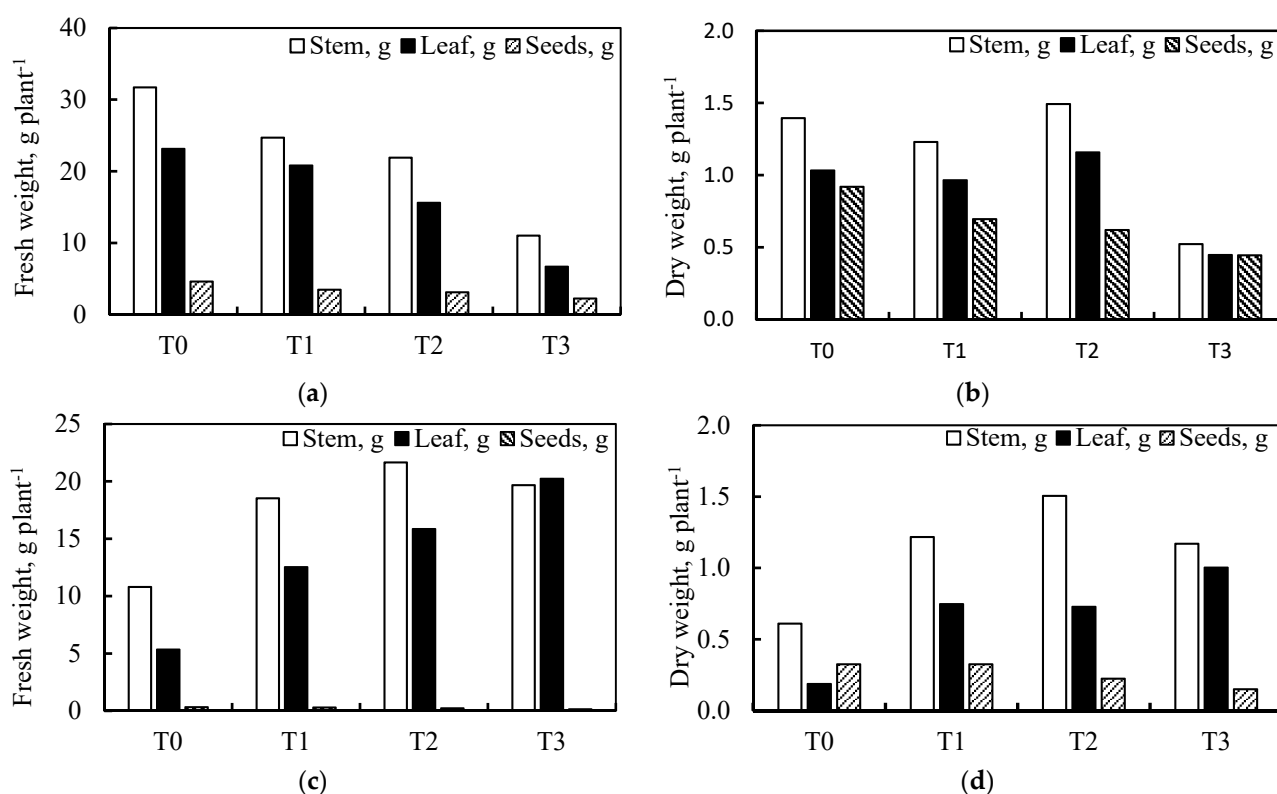 Fresh weight, g plant⁻¹
40
30
20
10
0
Stem, g Leaf, g Seeds, g
T0 T1 T2 T3
(a)
Dry weight, g plant⁻¹
2.0
1.5
1.0
0.5
0.0
Stem, g Leaf, g Seeds, g
T0 T1 T2 T3
(b)
Fresh weight, g plant⁻¹
25
20
15
10
5
0
Stem, g Leaf, g Seeds, g
T0 T1 T2 T3
(c)
Dry weight, g plant⁻¹
2.0
1.5
1.0
0.5
0.0
Stem, g Leaf, g Seeds, g
T0 T1 T2 T3
(d)